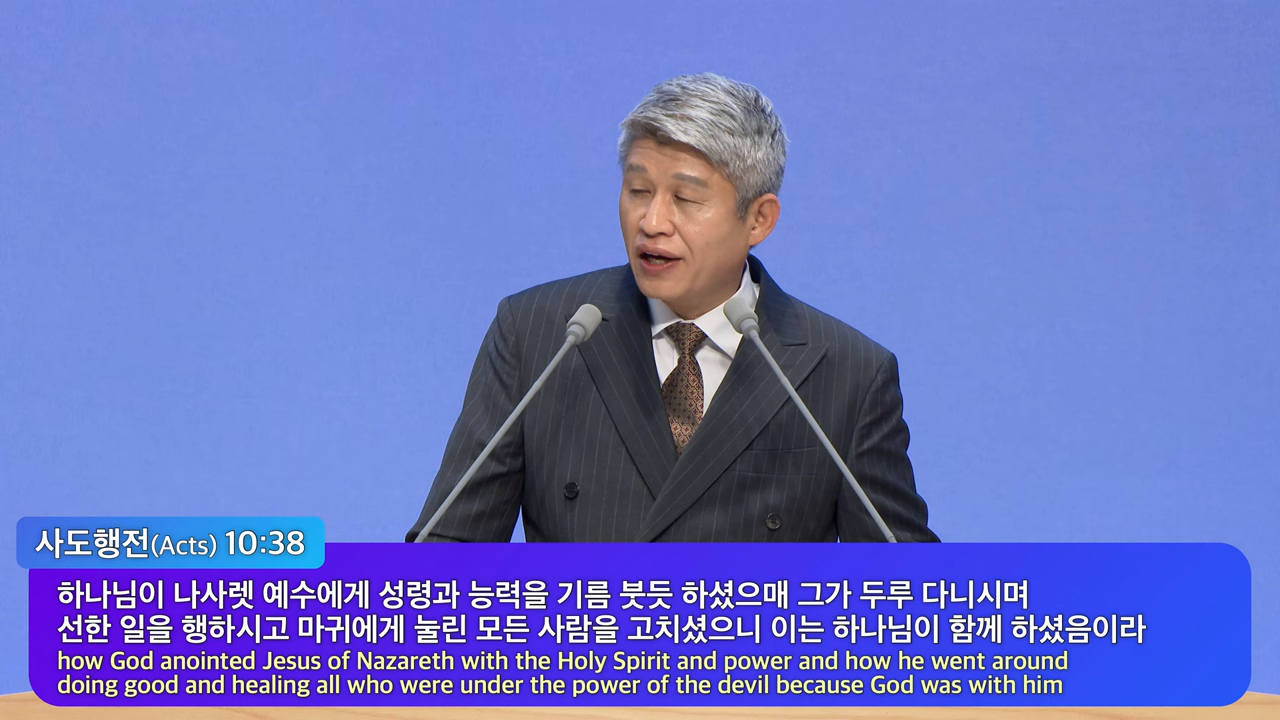 사도행전(Acts) 10:38
하나님이 나사렛 예수에게 성령과 능력을 기름 붓듯 하셨으매 그가 두루 다니시며
선한 일을 행하시고 마귀에게 눌린 모든 사람을 고치셨으니 이는 하나님이 함께 하셨음이라
how God anointed Jesus of Nazareth with the Holy Spirit and power and how he went around
doing good and healing all who were under the power of the devil because God was with him